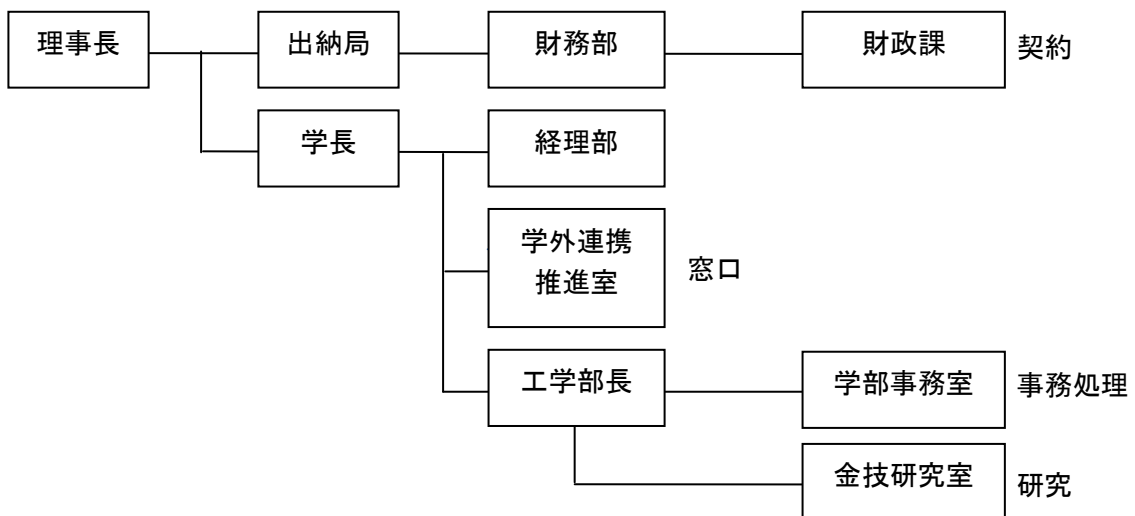 理事長
出納局
財務部
財政課
契約
学長
経理部
学外連携
推進室
窓口
工学部長
学部事務室
事務処理
金技研究室
研究